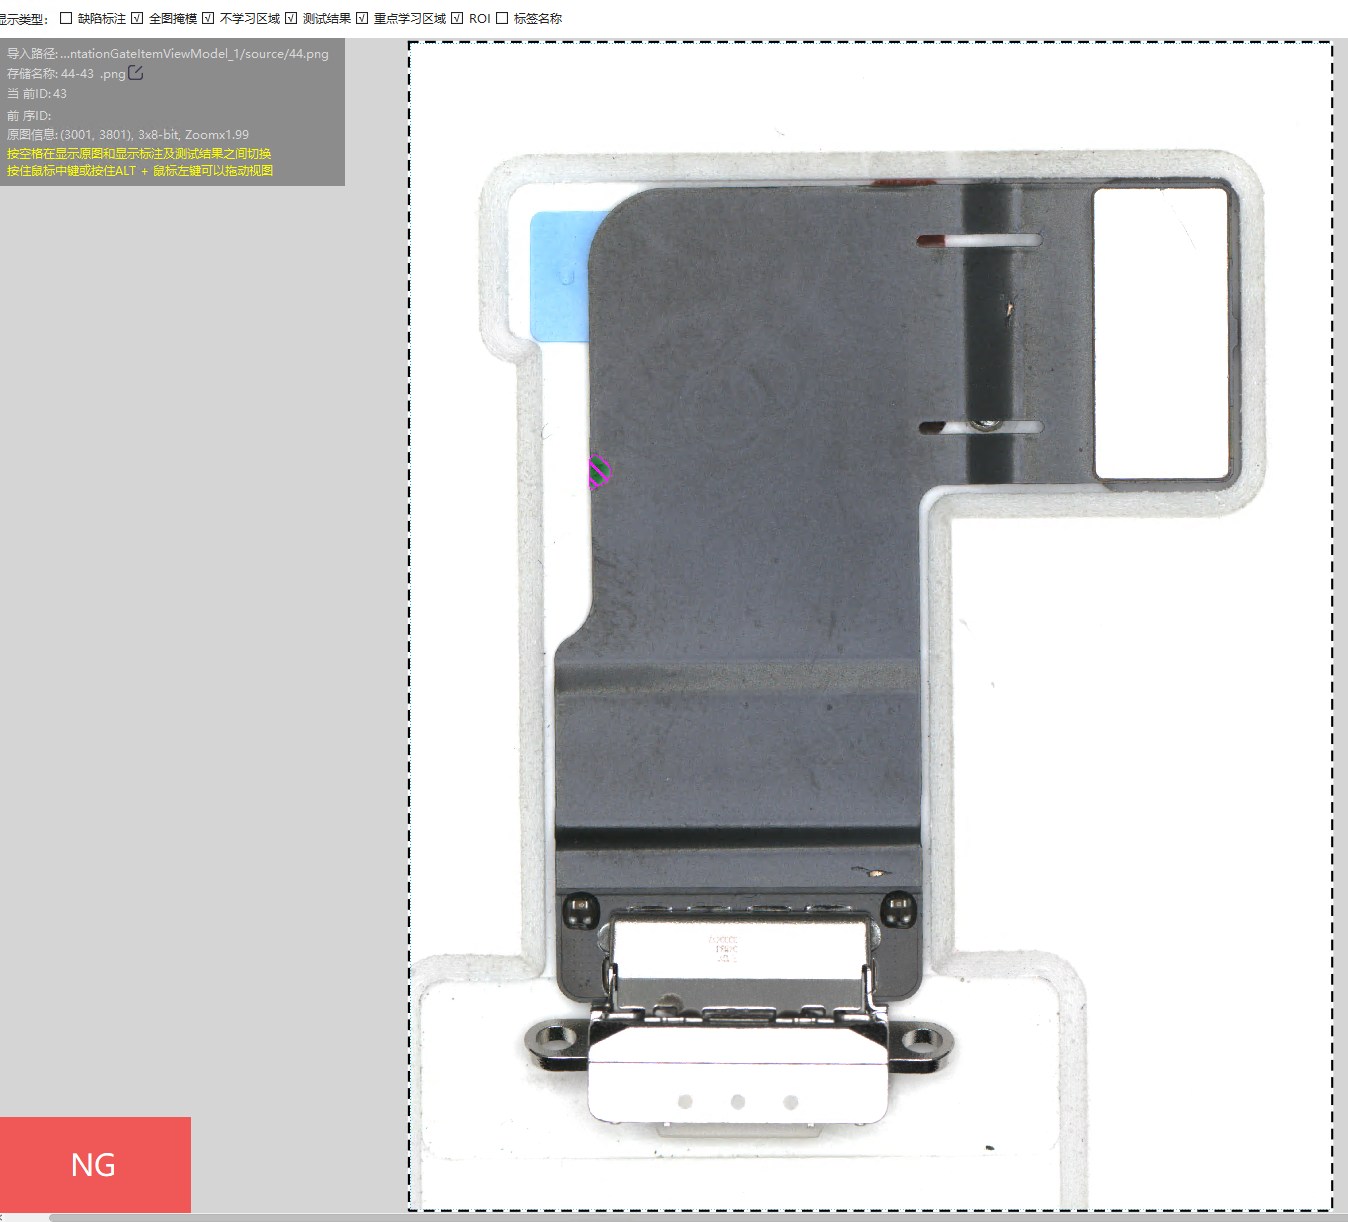 显示类型: 缺陷标注 全图掩模 不学习区域 测试结果 重点学习区域 ROI 标签名称
导入路径: ...ntationGateItemViewModel_1/source/44.png
存储名称: 44-43 .png
当 前ID: 43
前 序ID:
原图信息: (3001, 3801), 3x8-bit, Zoomx1.99
按空格在显示原图和显示标注及测试结果之间切换
按住鼠标中键或按住ALT + 鼠标左键可以拖动视图
NG